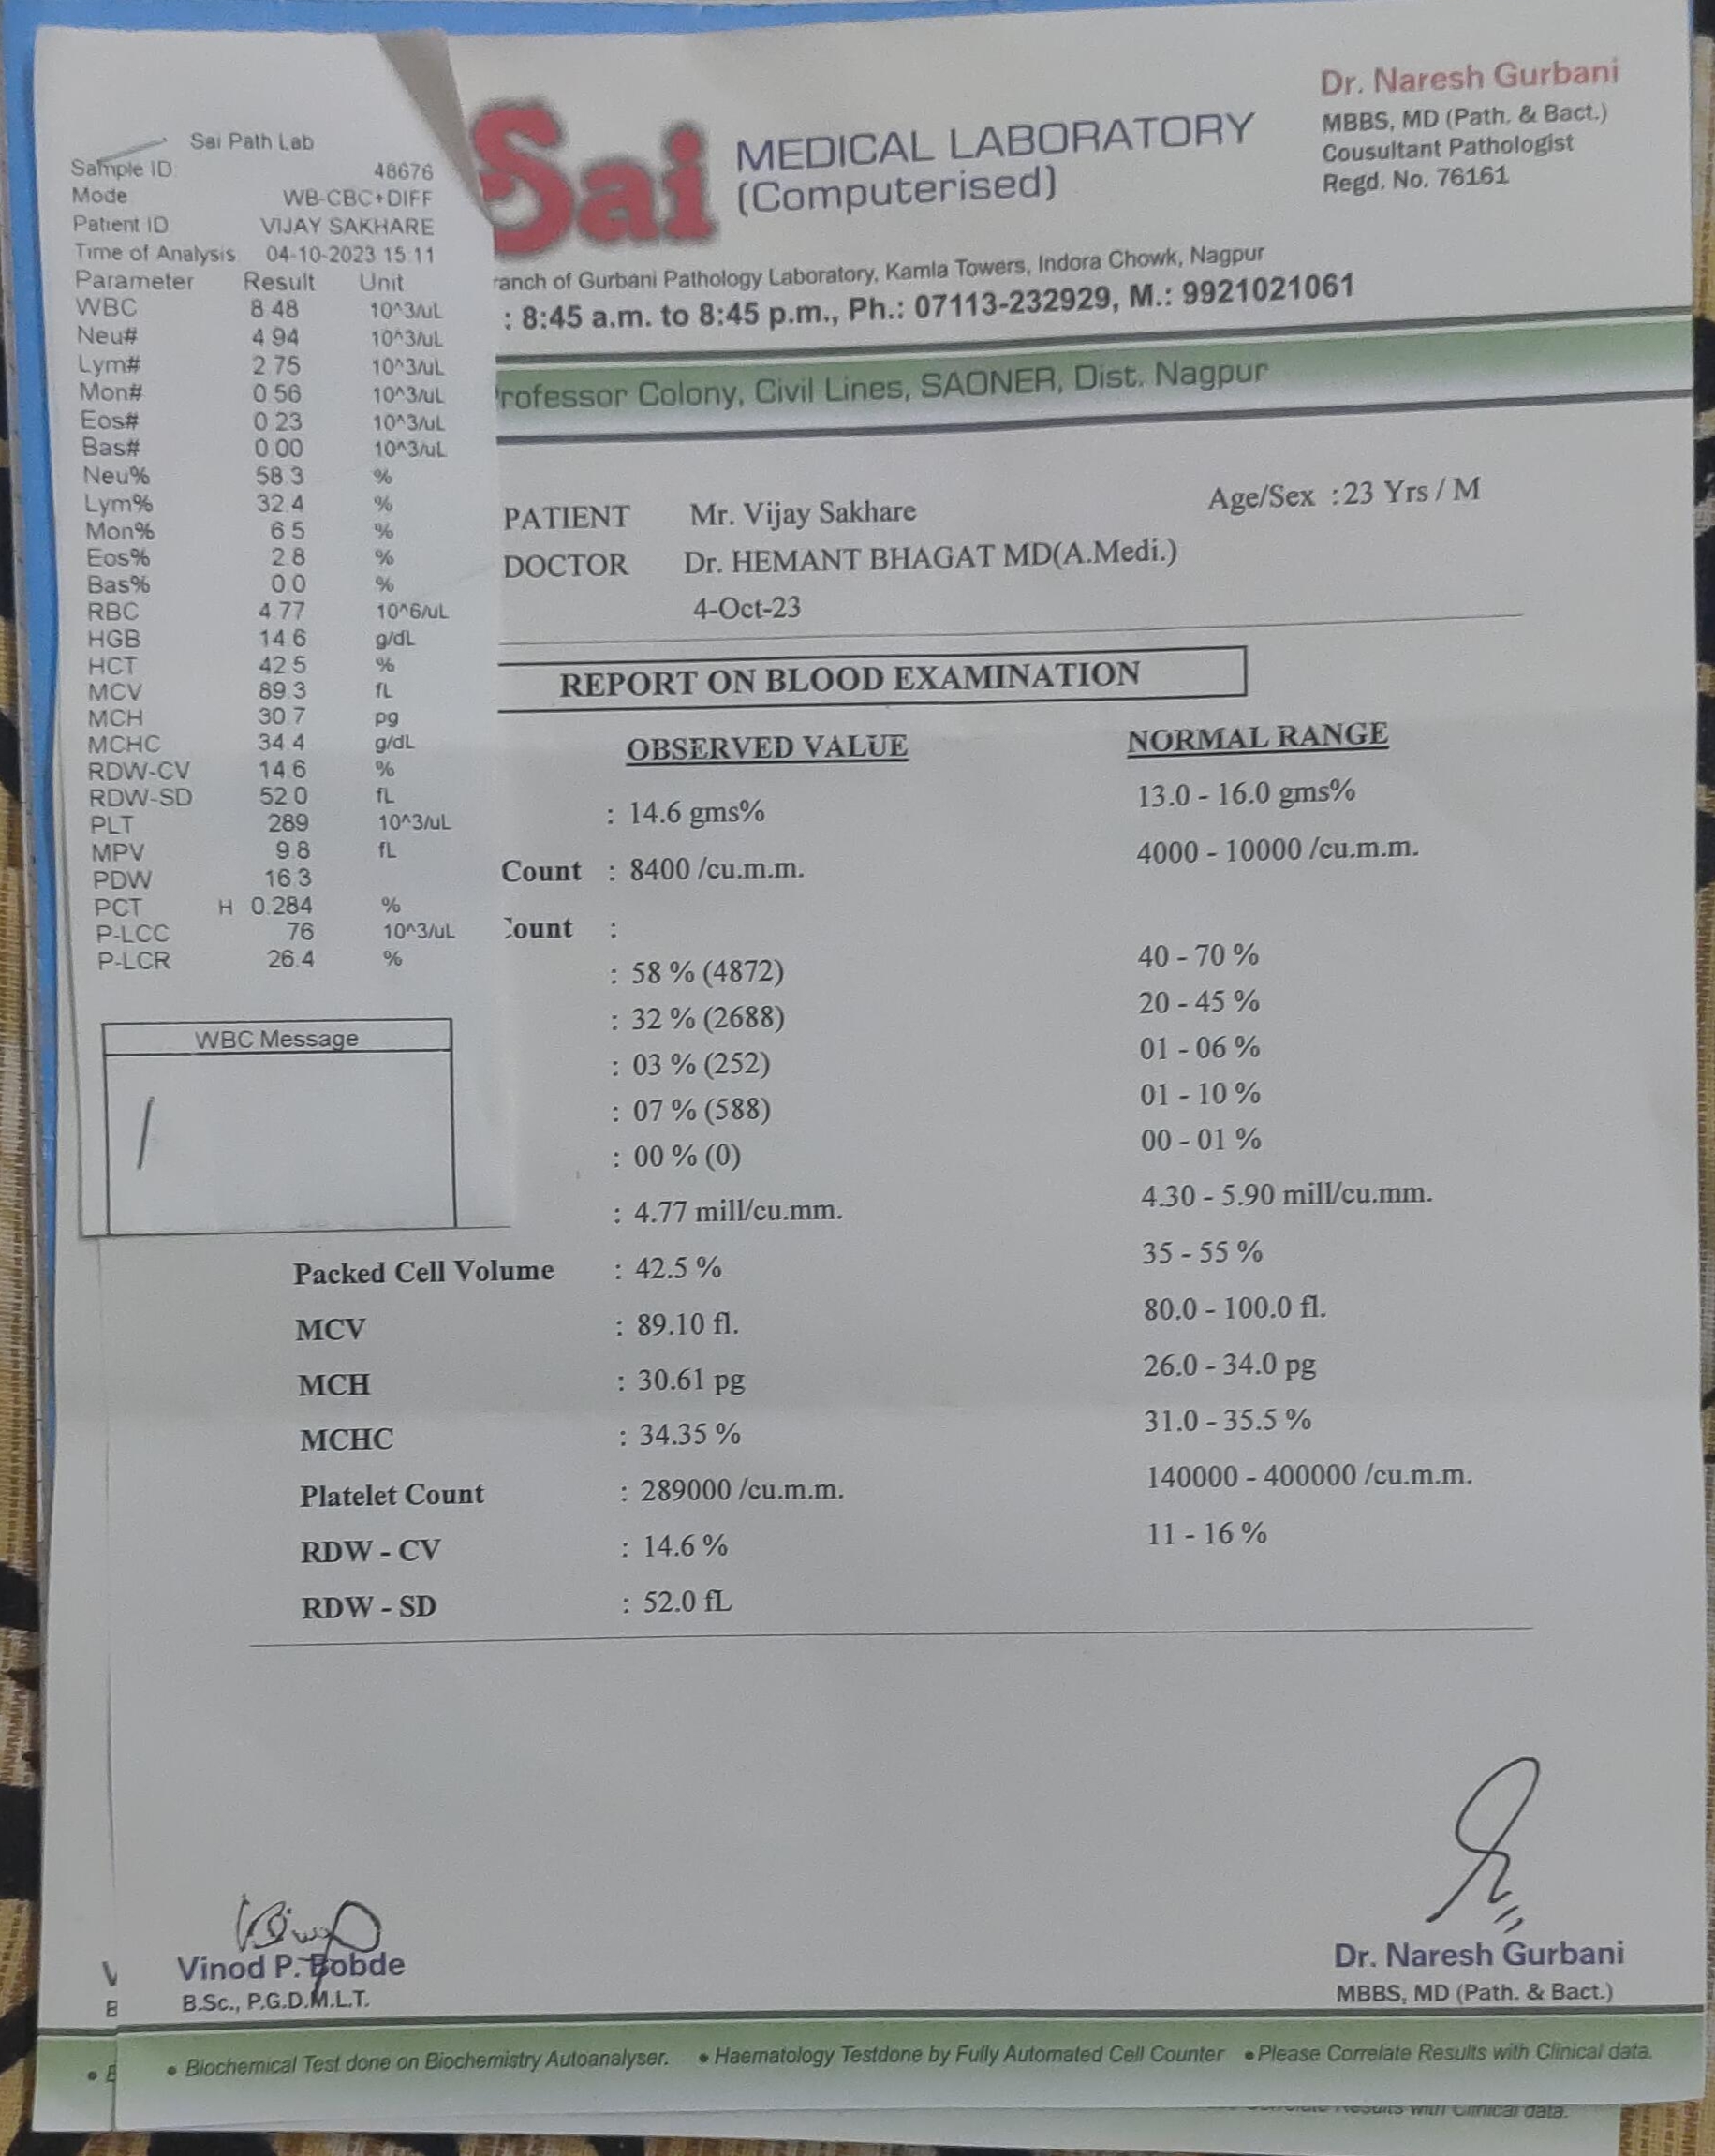 Sai Path Lab
Sample ID 48676
Mode WB-CBC+DIFF
Patient ID VIJAY SAKHARE
Time of Analysis 04-10-2023 15:11
Parameter Result Unit
WBC 8.48 10^3/uL
Neu# 4.94 10^3/uL
Lym# 2.75 10^3/uL
Mon# 0.56 10^3/uL
Eos# 0.23 10^3/uL
Bas# 0.00 10^3/uL
Neu% 58.3 %
Lym% 32.4 %
Mon% 6.5 %
Eos% 2.8 %
Bas% 0.0 %
RBC 4.77 10^6/uL
HGB 14.6 g/dL
HCT 42.5 %
MCV 89.3 fL
MCH 30.7 pg
MCHC 34.4 g/dL
RDW-CV 14.6 %
RDW-SD 52.0 fL
PLT 289 10^3/uL
MPV 9.8 fL
PDW 16.3
PCT H 0.284 %
P-LCC 76 10^3/uL
P-LCR 26.4 %
WBC Message
Sai MEDICAL LABORATORY
(Computerised)
Dr. Naresh Gurbani
MBBS, MD (Path. & Bact.)
Cousultant Pathologist
Regd. No. 76161
ranch of Gurbani Pathology Laboratory, Kamla Towers, Indora Chowk, Nagpur
: 8:45 a.m. to 8:45 p.m., Ph.: 07113-232929, M.: 9921021061
rofessor Colony, Civil Lines, SAONER, Dist. Nagpur
PATIENT Mr. Vijay Sakhare Age/Sex : 23 Yrs / M
DOCTOR Dr. HEMANT BHAGAT MD(A.Medi.)
4-Oct-23
REPORT ON BLOOD EXAMINATION
OBSERVED VALUE NORMAL RANGE
: 14.6 gms% 13.0 - 16.0 gms%
Count : 8400 /cu.m.m. 4000 - 10000 /cu.m.m.
ount :
: 58 % (4872) 40 - 70 %
: 32 % (2688) 20 - 45 %
: 03 % (252) 01 - 06 %
: 07 % (588) 01 - 10 %
: 00 % (0) 00 - 01 %
: 4.77 mill/cu.mm. 4.30 - 5.90 mill/cu.mm.
Packed Cell Volume : 42.5 % 35 - 55 %
MCV : 89.10 fl. 80.0 - 100.0 fl.
MCH : 30.61 pg 26.0 - 34.0 pg
MCHC : 34.35 % 31.0 - 35.5 %
Platelet Count : 289000 /cu.m.m. 140000 - 400000 /cu.m.m.
RDW - CV : 14.6 % 11 - 16 %
RDW - SD : 52.0 fL
Vinod P. Bobde
B.Sc., P.G.D.M.L.T.
Dr. Naresh Gurbani
MBBS, MD (Path. & Bact.)
• Biochemical Test done on Biochemistry Autoanalyser. • Haematology Testdone by Fully Automated Cell Counter • Please Correlate Results with Clinical data.
Results with Clinical data.